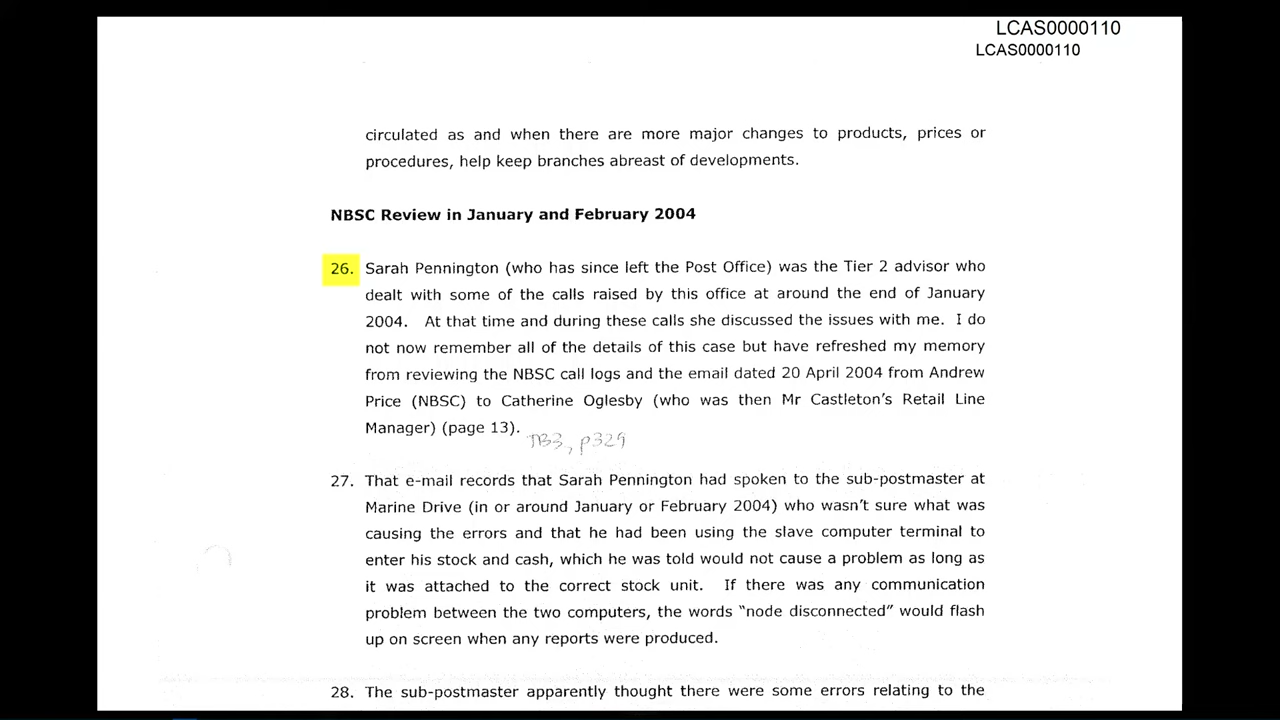 LCAS0000110
LCAS0000110
circulated as and when there are more major changes to products, prices or
procedures, help keep branches abreast of developments.
NBSC Review in January and February 2004
26. Sarah Pennington (who has since left the Post Office) was the Tier 2 advisor who
dealt with some of the calls raised by this office at around the end of January
2004. At that time and during these calls she discussed the issues with me. I do
not now remember all of the details of this case but have refreshed my memory
from reviewing the NBSC call logs and the email dated 20 April 2004 from Andrew
Price (NBSC) to Catherine Oglesby (who was then Mr Castleton's Retail Line
Manager) (page 13).
TB3, p329
27. That e-mail records that Sarah Pennington had spoken to the sub-postmaster at
Marine Drive (in or around January or February 2004) who wasn't sure what was
causing the errors and that he had been using the slave computer terminal to
enter his stock and cash, which he was told would not cause a problem as long as
it was attached to the correct stock unit. If there was any communication
problem between the two computers, the words "node disconnected" would flash
up on screen when any reports were produced.
28. The sub-postmaster apparently thought there were some errors relating to the